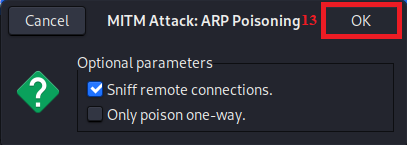 Cancel MITM Attack: ARP Poisoning 13 OK
Optional parameters
Sniff remote connections.
Only poison one-way.